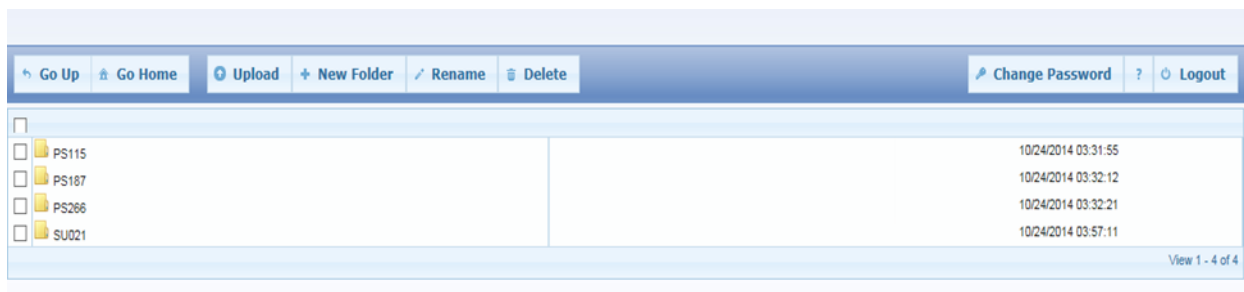 Go Up Go Home Upload New Folder Rename Delete Change Password ? Logout
PS115 10/24/2014 03:31:55
PS187 10/24/2014 03:32:12
PS266 10/24/2014 03:32:21
SU021 10/24/2014 03:57:11
View 1 - 4 of 4